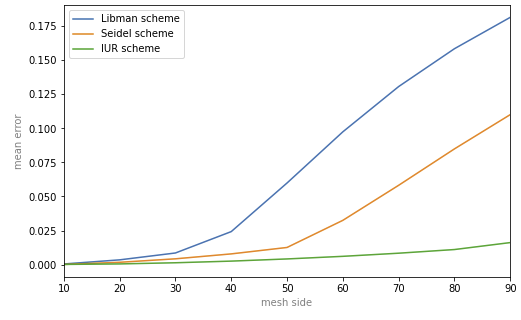 Libman scheme
Seidel scheme
IUR scheme
0.175
0.150
0.125
0.100
0.075
0.050
0.025
0.000
mean error
10 20 30 40 50 60 70 80 90
mesh side